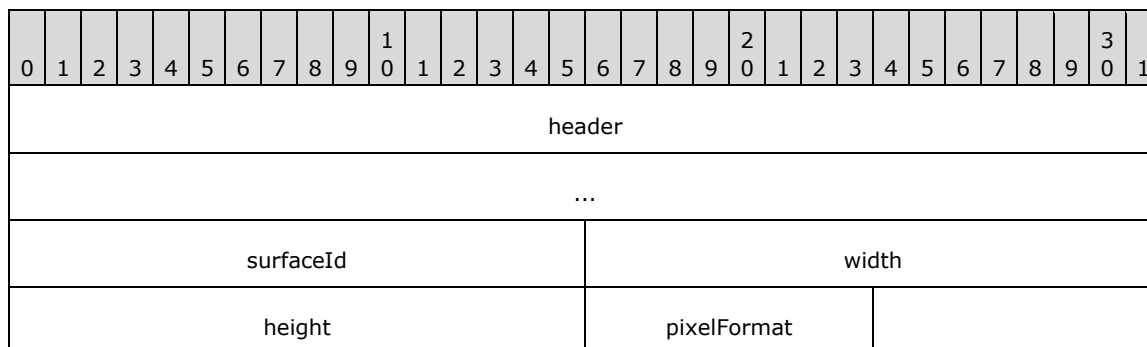 1 2 3
0 1 2 3 4 5 6 7 8 9 0 1 2 3 4 5 6 7 8 9 0 1 2 3 4 5 6 7 8 9 0 1
header
...
surfaceId width
height pixelFormat